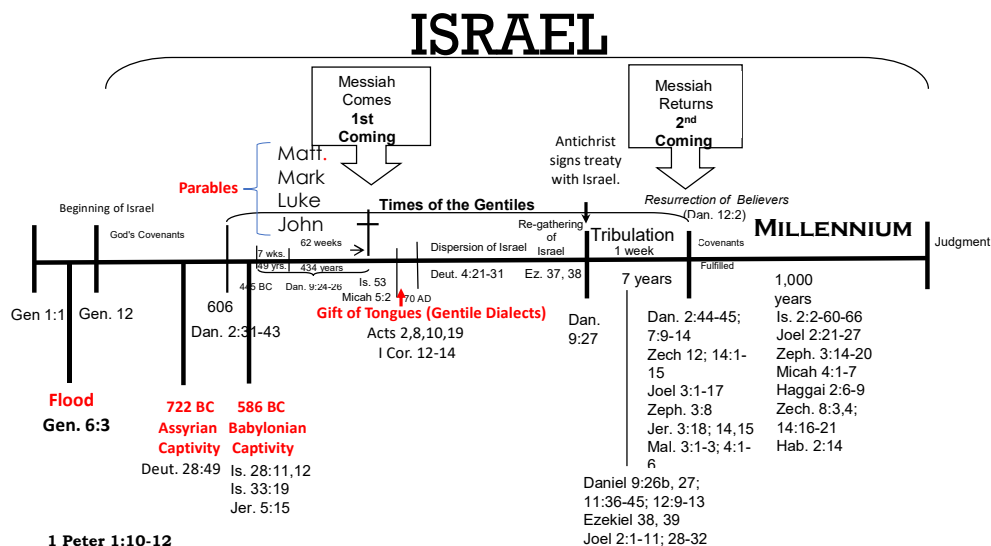 ISRAEL
Messiah
Comes
1st
Coming
Messiah
Returns
2nd
Coming
Antichrist
signs treaty
with Israel.
Parables
Matt.
Mark
Luke
John
Resurrection of Believers
(Dan. 12:2)
Beginning of Israel
God's Covenants
Times of the Gentiles
62 weeks
7 wks.
49 yrs.
434 years
Dispersion of Israel
Re-gathering
of
Israel
Tribulation
1 week
Covenants
Fulfilled
MILLENNIUM
Judgment
Gen 1:1
Gen. 12
606
Dan. 2:31-43
445 BC
Dan. 9:24-26
Is. 53
Micah 5:2
70 AD
Deut. 4:21-31
Ez. 37, 38
7 years
1,000
years
Gift of Tongues (Gentile Dialects)
Acts 2,8,10,19
I Cor. 12-14
Dan.
9:27
Dan. 2:44-45;
7:9-14
Zech 12; 14:1-
15
Joel 3:1-17
Zeph. 3:8
Jer. 3:18; 14,15
Mal. 3:1-3; 4:1-
6
Is. 2:2-60-66
Joel 2:21-27
Zeph. 3:14-20
Micah 4:1-7
Haggai 2:6-9
Zech. 8:3,4;
14:16-21
Hab. 2:14
Flood
Gen. 6:3
722 BC
Assyrian
Captivity
Deut. 28:49
586 BC
Babylonian
Captivity
Is. 28:11,12
Is. 33:19
Jer. 5:15
Daniel 9:26b, 27;
11:36-45; 12:9-13
Ezekiel 38, 39
Joel 2:1-11; 28-32
1 Peter 1:10-12